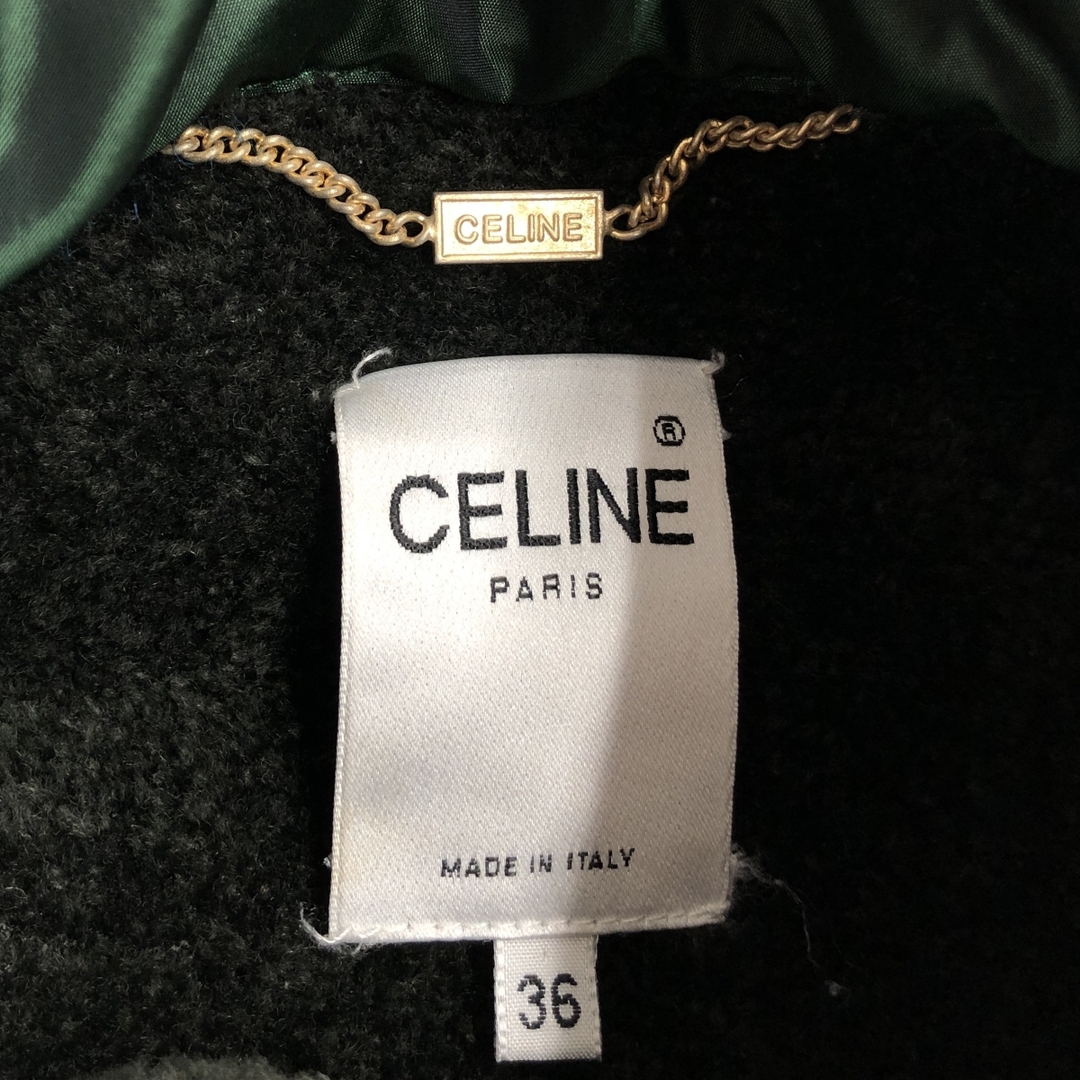 CELINE
®
CELINE
PARIS
MADE IN ITALY
36